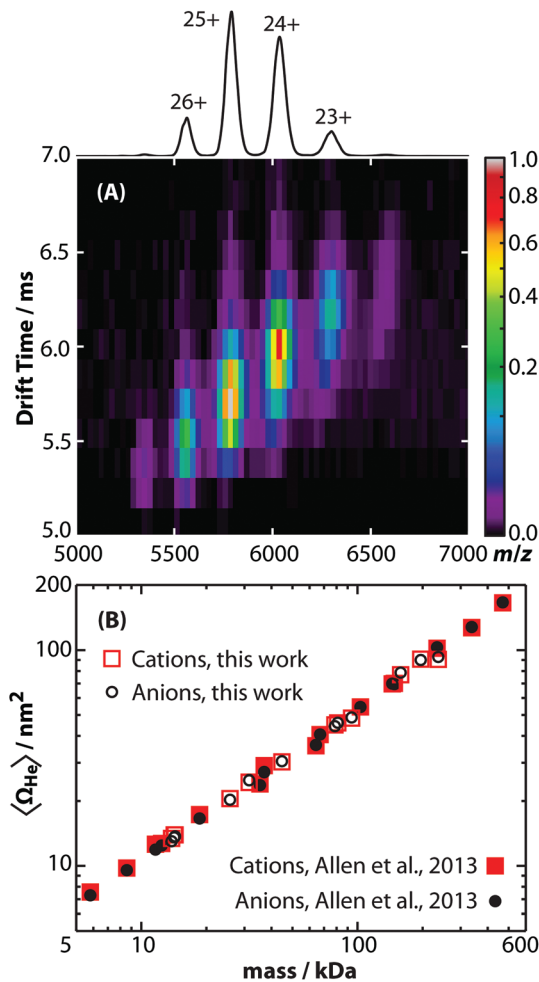 25+
24+
26+
23+
7.0
(A)
1.0
0.8
6.5
0.6
Drift Time / ms
0.4
6.0
0.2
5.5
5.0
0.0
5000 5500 6000 6500 7000 m/z
200
(B)
100
Cations, this work
Anions, this work
⟨ΩHe⟩ / nm²
10
Cations, Allen et al., 2013
Anions, Allen et al., 2013
5 10 100 600
mass / kDa